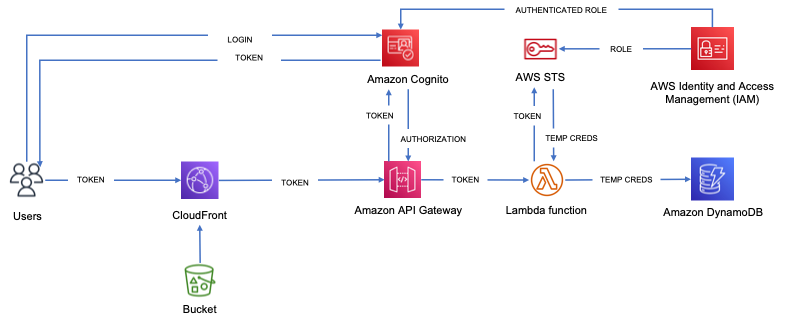 AUTHENTICATED ROLE
LOGIN
TOKEN
ROLE
Amazon Cognito
AWS STS
AWS Identity and Access
Management (IAM)
TOKEN
AUTHORIZATION
TOKEN
TEMP CREDS
TOKEN
TOKEN
TOKEN
TEMP CREDS
Users
CloudFront
Amazon API Gateway
Lambda function
Amazon DynamoDB
Bucket